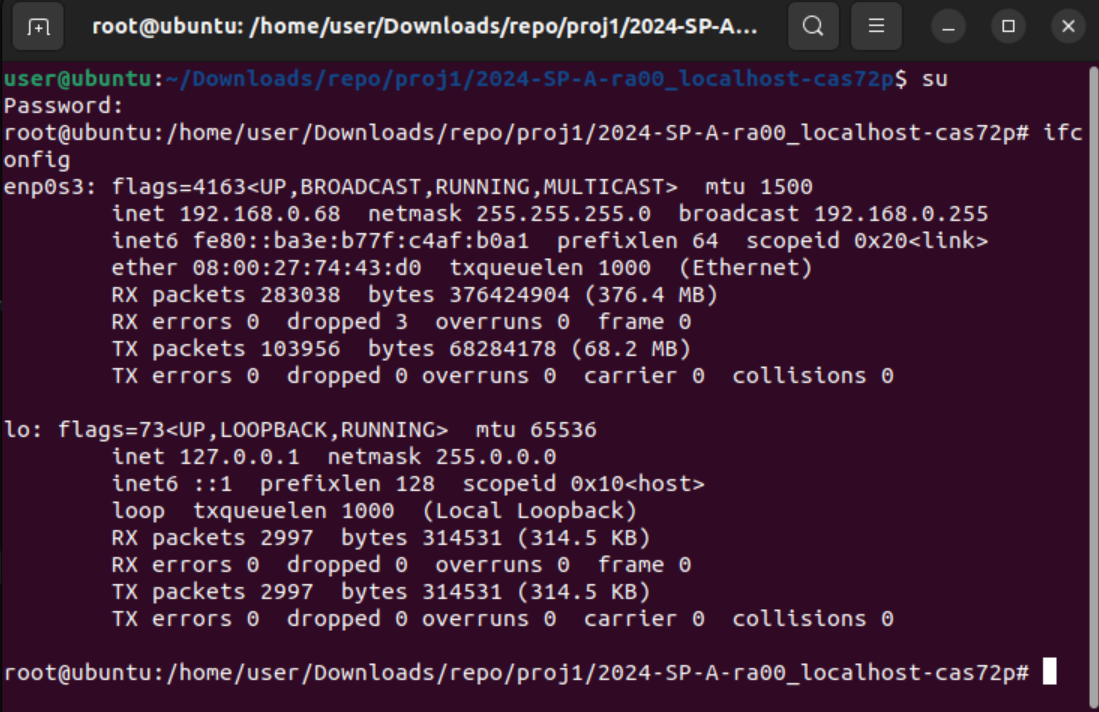 root@ubuntu: /home/user/Downloads/repo/proj1/2024-SP-A...
user@ubuntu:~/Downloads/repo/proj1/2024-SP-A-ra00_localhost-cas72p$ su
Password:
root@ubuntu:/home/user/Downloads/repo/proj1/2024-SP-A-ra00_localhost-cas72p# ifc
onfig
enp0s3: flags=4163<UP,BROADCAST,RUNNING,MULTICAST>  mtu 1500
        inet 192.168.0.68  netmask 255.255.255.0  broadcast 192.168.0.255
        inet6 fe80::ba3e:b77f:c4af:b0a1  prefixlen 64  scopeid 0x20<link>
        ether 08:00:27:74:43:d0  txqueuelen 1000  (Ethernet)
        RX packets 283038  bytes 376424904 (376.4 MB)
        RX errors 0  dropped 3  overruns 0  frame 0
        TX packets 103956  bytes 68284178 (68.2 MB)
        TX errors 0  dropped 0 overruns 0  carrier 0  collisions 0

lo: flags=73<UP,LOOPBACK,RUNNING>  mtu 65536
        inet 127.0.0.1  netmask 255.0.0.0
        inet6 ::1  prefixlen 128  scopeid 0x10<host>
        loop  txqueuelen 1000  (Local Loopback)
        RX packets 2997  bytes 314531 (314.5 KB)
        RX errors 0  dropped 0  overruns 0  frame 0
        TX packets 2997  bytes 314531 (314.5 KB)
        TX errors 0  dropped 0 overruns 0  carrier 0  collisions 0

root@ubuntu:/home/user/Downloads/repo/proj1/2024-SP-A-ra00_localhost-cas72p#